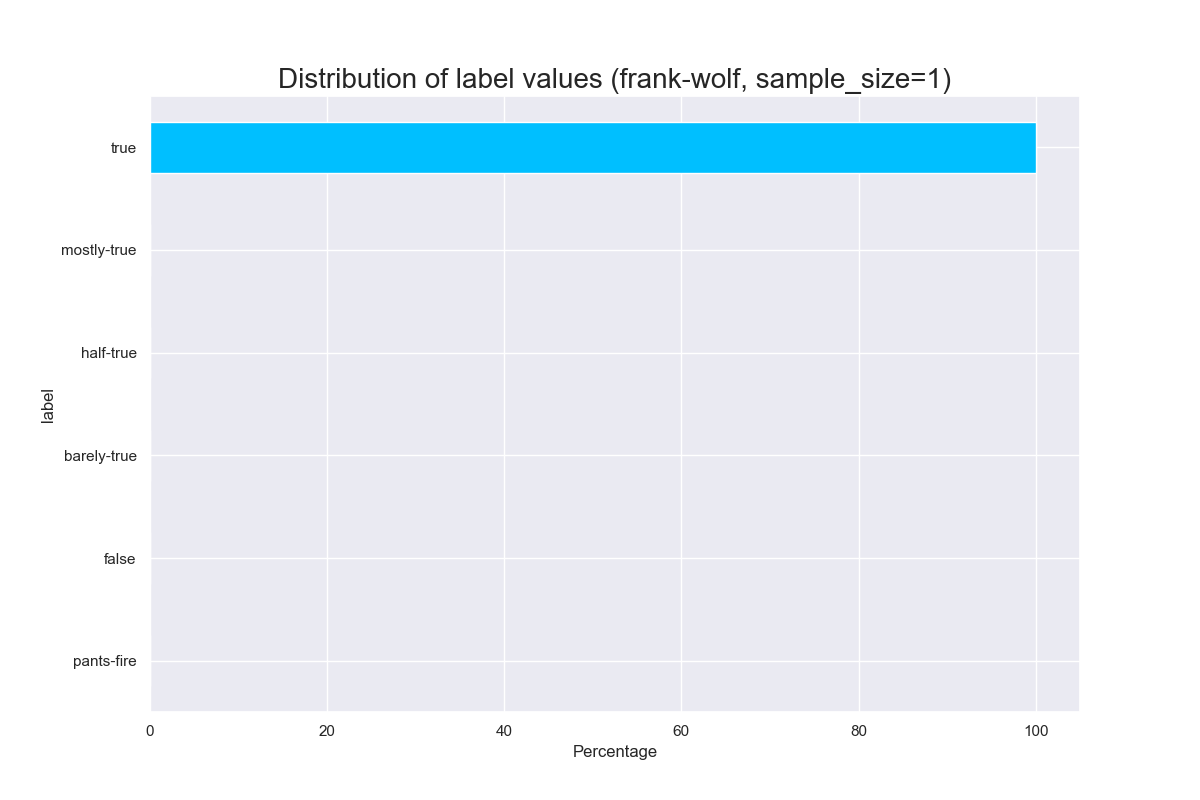 Distribution of label values (frank-wolf, sample_size=1)
true
mostly-true
half-true
label
barely-true
false
pants-fire
0 20 40 60 80 100
Percentage